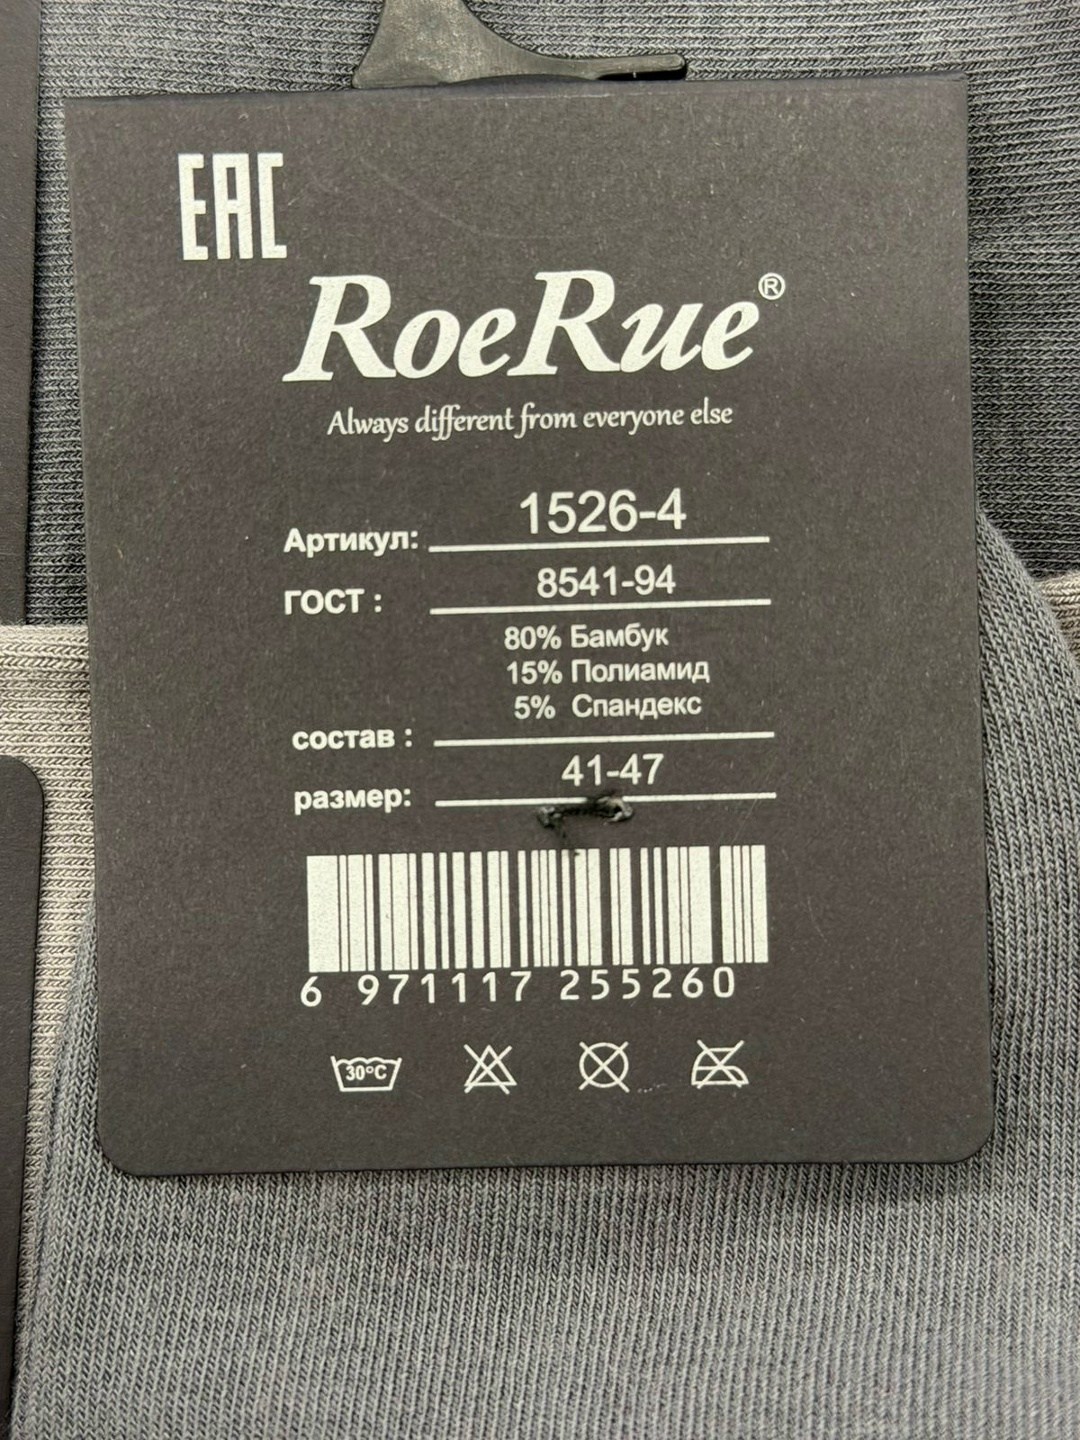 EAC
RoeRue®
Always different from everyone else
Артикул: 1526-4
ГОСТ : 8541-94
80% Бамбук
15% Полиамид
5% Спандекс
состав :
размер: 41-47
6 971117 255260
30°C